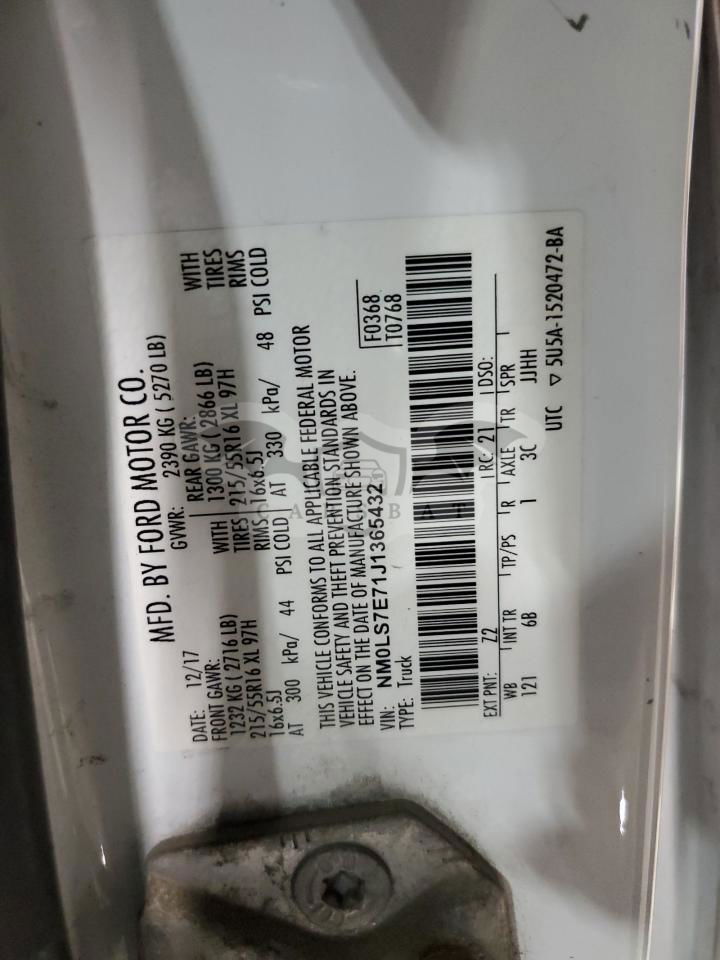 MFD. BY FORD MOTOR CO.
DATE: 12/17 GVWR: 2390 KG ( 5270 LB)
FRONT GAWR: REAR GAWR:
1232 KG ( 2716 LB) WITH 1300 KG ( 2866 LB) WITH
215/55R16 XL 97H TIRES 215/55R16 XL 97H TIRES
16x6.5J RIMS 16x6.5J RIMS
AT 300 kPa/ 44 PSI COLD AT 330 kPa/ 48 PSI COLD
THIS VEHICLE CONFORMS TO ALL APPLICABLE FEDERAL MOTOR
VEHICLE SAFETY AND THEFT PREVENTION STANDARDS IN
EFFECT ON THE DATE OF MANUFACTURE SHOWN ABOVE.
VIN: NM0LS7E71J1365432 F0368
TYPE: Truck T0768
EXT PNT: Z2 RC: 21 DSO:
WB INT TR TP/PS R AXLE TR SPR
121 6B 1 3C JJHH
UTC ▽ 5U5A-1520472-BA